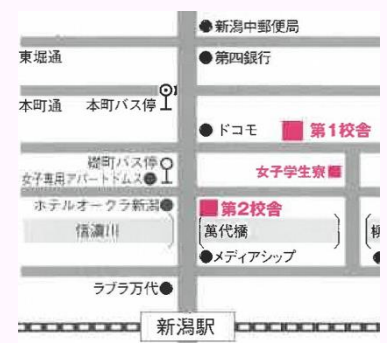 新潟中郵便局
東堀通
第四銀行
本町通
本町バス停
ドコモ
第1校舎
礎町バス停
女子専用アパートドムス
女子学生寮
ホテルオークラ新潟
第2校舎
信濃川
萬代橋
メディアシップ
ラブラ万代
新潟駅